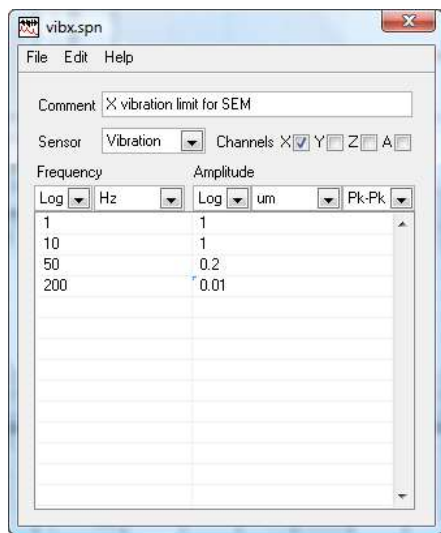 vibx.spn
File Edit Help
Comment X vibration limit for SEM
Sensor Vibration Channels X Y Z A
Frequency Amplitude
Log Hz Log um Pk-Pk
1 1
10 1
50 0.2
200 0.01